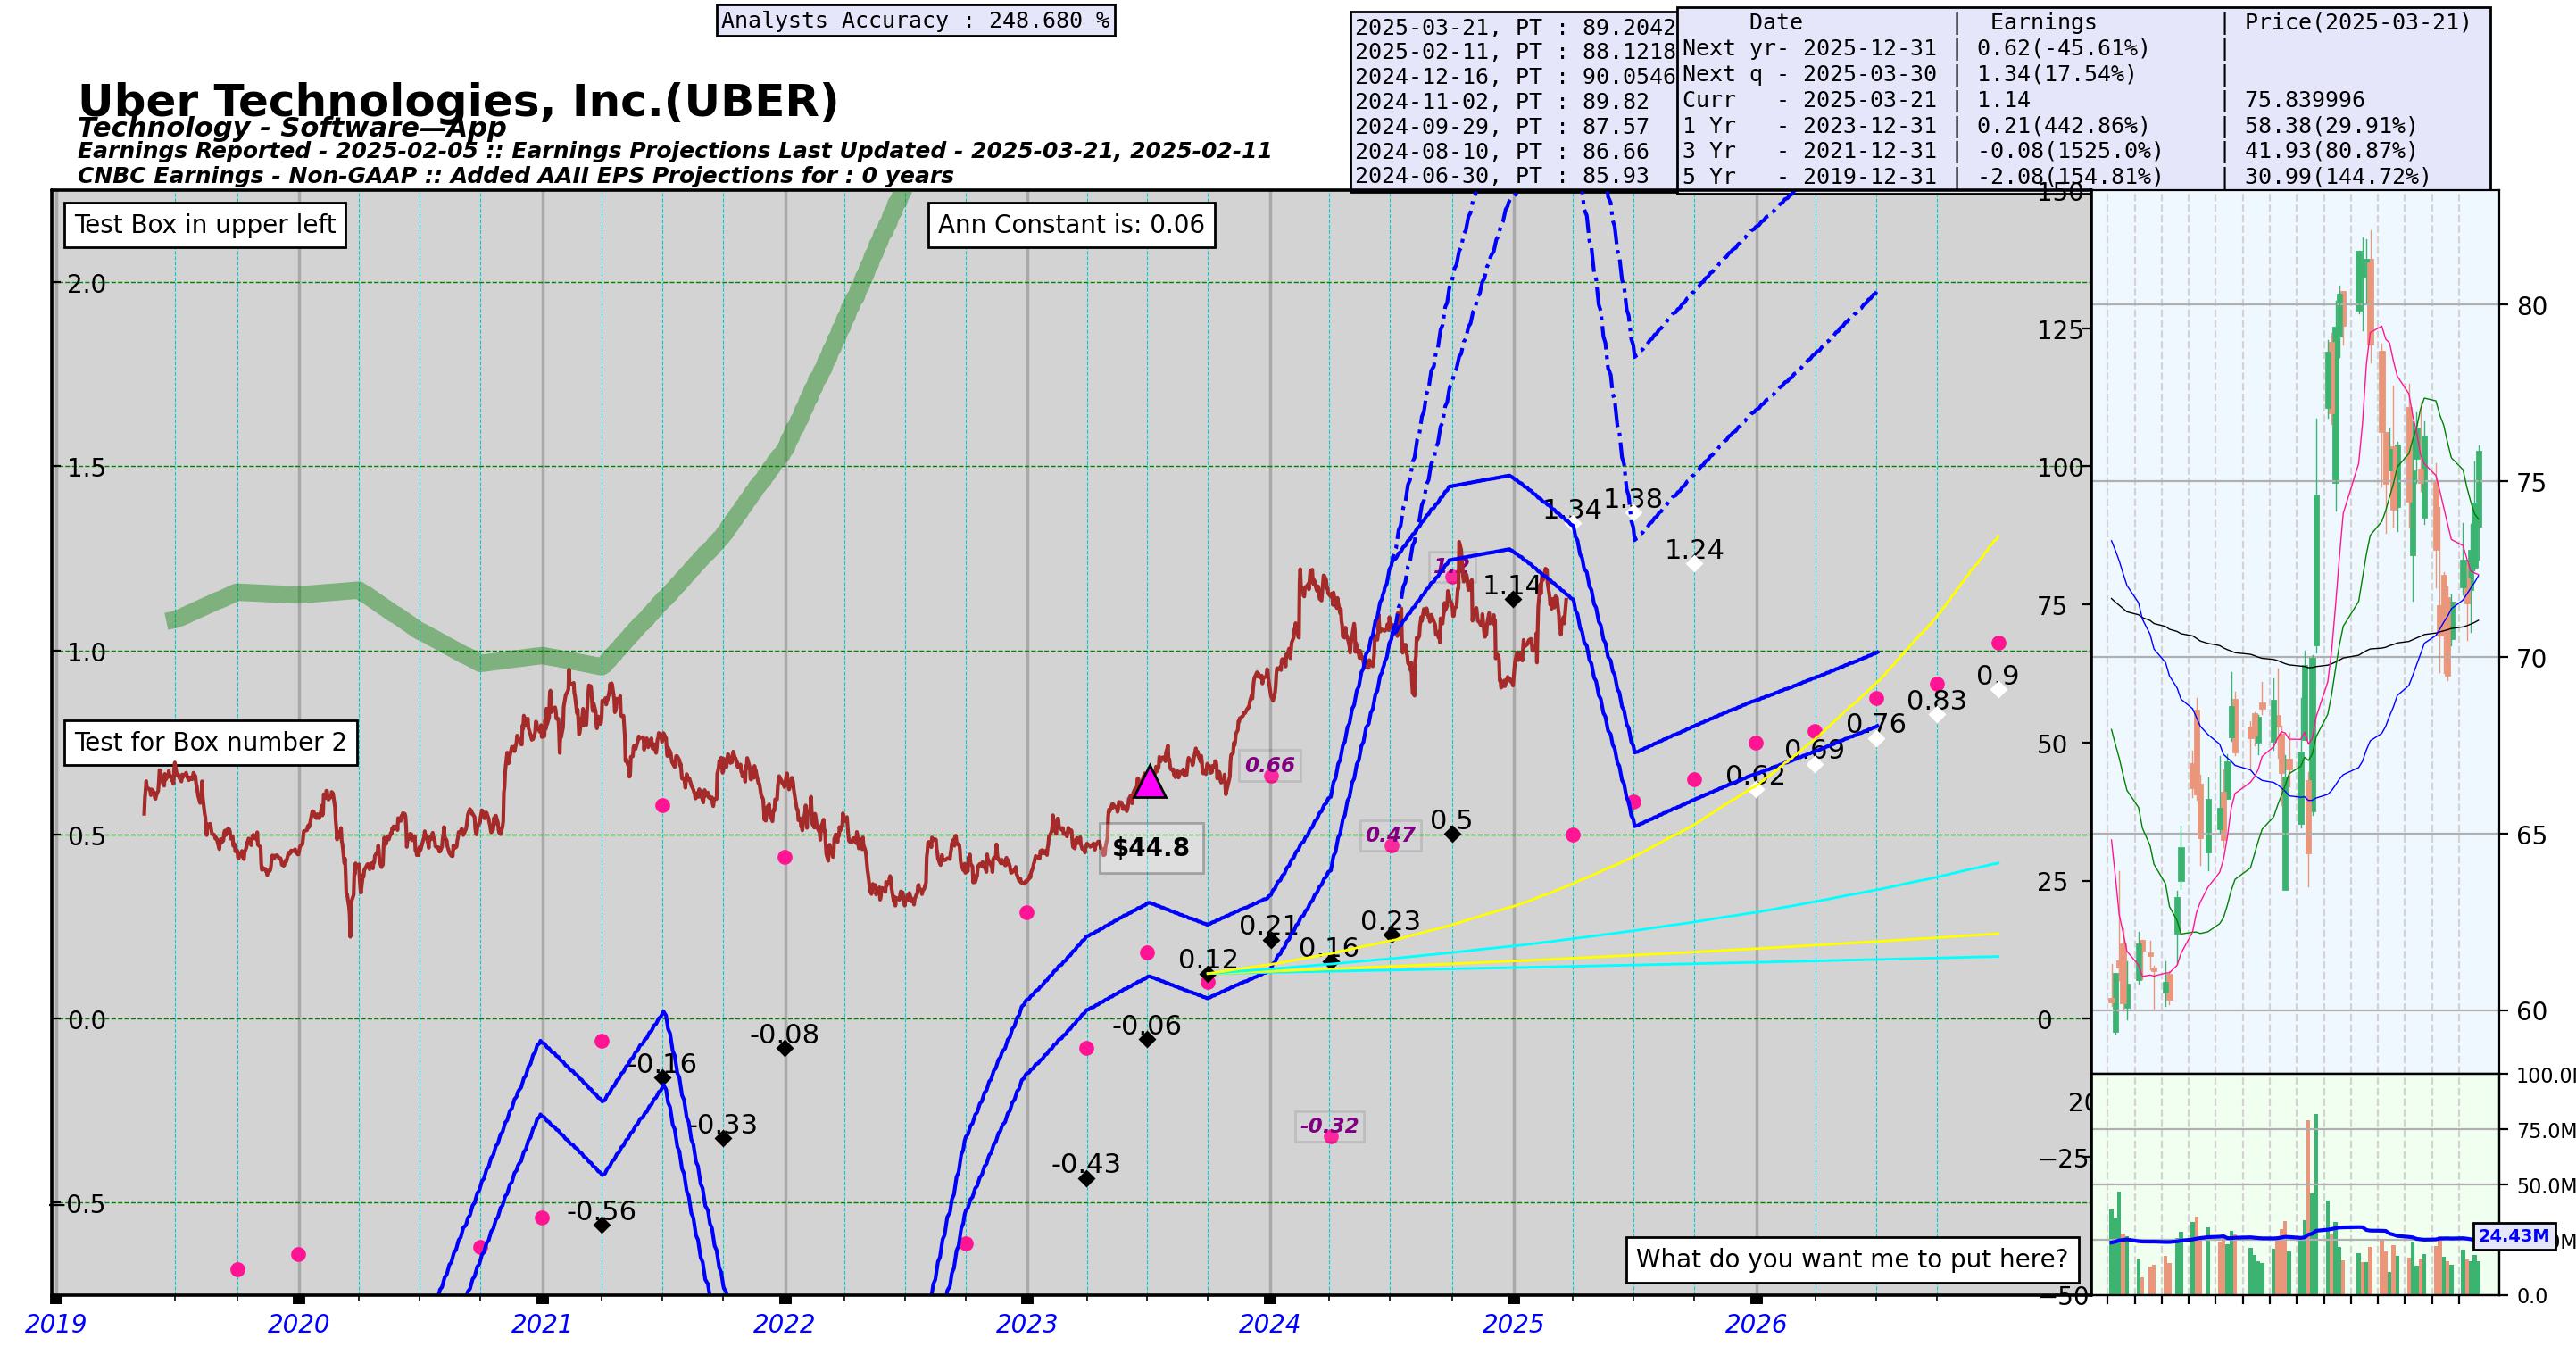 Analysts Accuracy : 248.680 %
2025-03-21, PT : 89.2042
2025-02-11, PT : 88.1218
2024-12-16, PT : 90.0546
2024-11-02, PT : 89.82
2024-09-29, PT : 87.57
2024-08-10, PT : 86.66
2024-06-30, PT : 85.93
Date | Earnings | Price(2025-03-21)
Next yr- 2025-12-31 | 0.62(-45.61%) |
Next q - 2025-03-30 | 1.34(17.54%) |
Curr - 2025-03-21 | 1.14 | 75.839996
1 Yr - 2023-12-31 | 0.21(442.86%) | 58.38(29.91%)
3 Yr - 2021-12-31 | -0.08(1525.0%) | 41.93(80.87%)
5 Yr - 2019-12-31 | -2.08(154.81%) | 30.99(144.72%)
Uber Technologies, Inc.(UBER)
Technology - Software—App
Earnings Reported - 2025-02-05 :: Earnings Projections Last Updated - 2025-03-21, 2025-02-11
CNBC Earnings - Non-GAAP :: Added AAII EPS Projections for : 0 years
Test Box in upper left
Ann Constant is: 0.06
2.0
1.5
1.0
0.5
0.0
−0.5
Test for Box number 2
$44.8
-0.56
-0.16
-0.33
-0.08
-0.43
-0.06
0.12
0.21
0.16
0.23
0.5
1.14
1.34
1.38
1.24
0.62
0.69
0.76
0.83
0.9
0.66
-0.32
0.47
1.2
150
125
100
75
50
25
0
−25
−50
What do you want me to put here?
80
75
70
65
60
100.0
75.0M
50.0M
24.43M
0.0
2019
2020
2021
2022
2023
2024
2025
2026